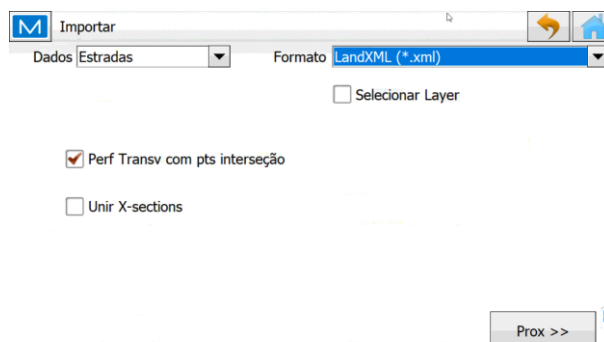 M Importar
Dados Estradas Formato LandXML (*.xml)
Selecionar Layer
Perf Transv com pts interseção
Unir X-sections
Prox >>